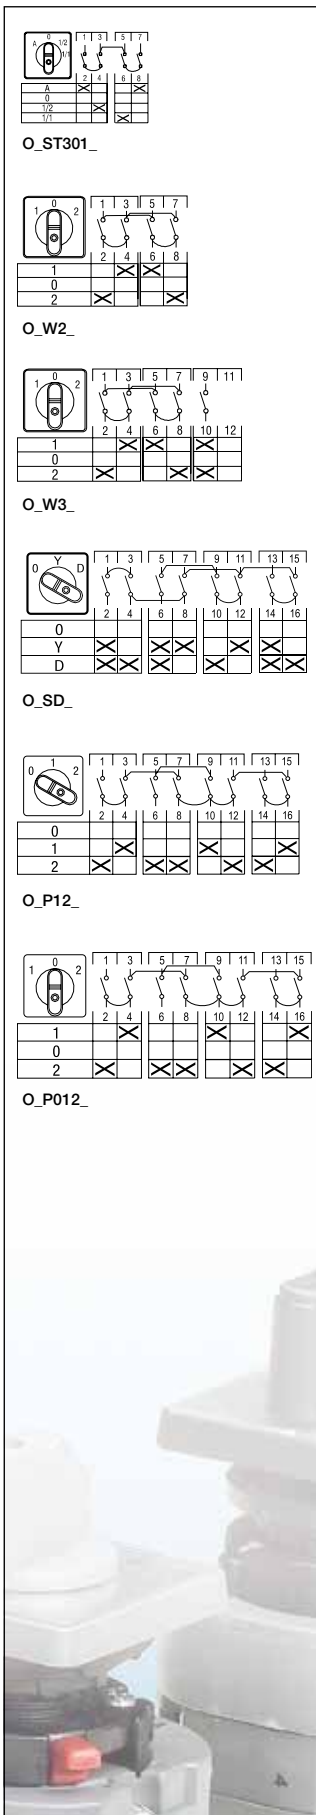 0
A 1/2
1/1
1 3 5 7
2 4 6 8
A X X
0
1/2 X
1/1 X
O_ST301_
0
1 2
1 3 5 7
2 4 6 8
1 X X
0
2 X X
O_W2_
0
1 2
1 3 5 7 9 11
2 4 6 8 10 12
1 X X X
0
2 X X X
O_W3_
Y
0 D
1 3 5 7 9 11 13 15
2 4 6 8 10 12 14 16
0
Y X X X X X
D X X X X X X
O_SD_
1
0 2
1 3 5 7 9 11 13 15
2 4 6 8 10 12 14 16
0
1 X X X
2 X X X X X
O_P12_
0
1 2
1 3 5 7 9 11 13 15
2 4 6 8 10 12 14 16
1 X X X
0
2 X X X X X
O_P012_